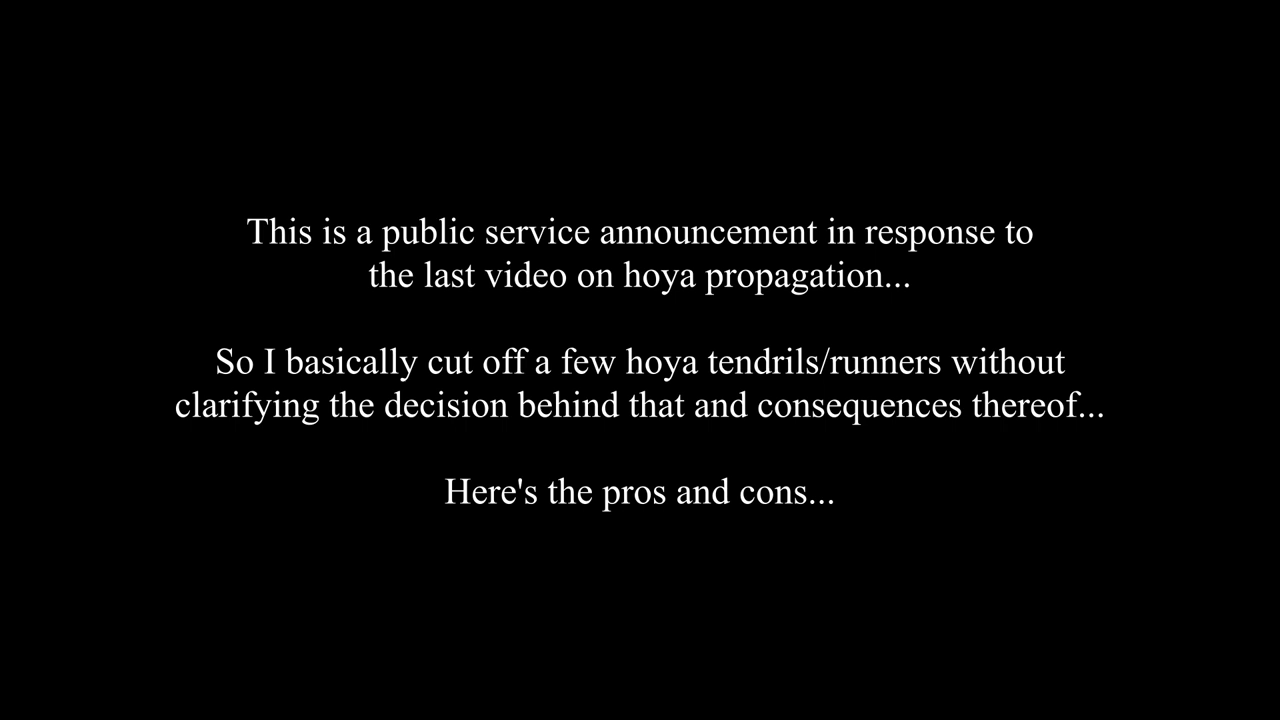 This is a public service announcement in response to
the last video on hoya propagation...
So I basically cut off a few hoya tendrils/runners without
clarifying the decision behind that and consequences thereof...
Here's the pros and cons...